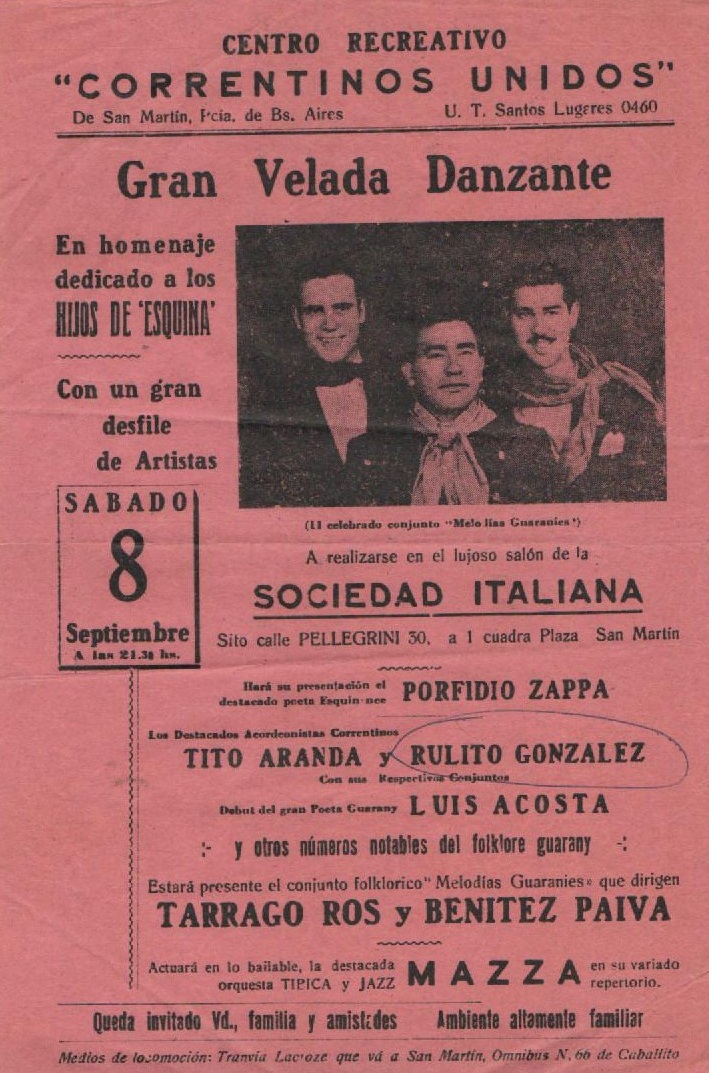 CENTRO RECREATIVO
"CORRENTINOS UNIDOS"
De San Martín, Pcia. de Bs. Aires U. T. Santos Lugares 0460
Gran Velada Danzante
En homenaje
dedicado a los
HIJOS DE 'ESQUINA'
Con un gran
desfile
de Artistas
SABADO
8
Septiembre
A las 21.30 hs.
(El celebrado conjunto "Melodías Guaranies")
A realizarse en el lujoso salón de la
SOCIEDAD ITALIANA
Sito calle PELLEGRINI 30, a 1 cuadra Plaza San Martín
Hará su presentación el
destacado poeta Esquinence
PORFIDIO ZAPPA
Los Destacados Acordeonistas Correntinos
TITO ARANDA y RULITO GONZALEZ
Con sus Respectivos Conjuntos
Debut del gran Poeta Guarany LUIS ACOSTA
:- y otros números notables del folklore guarany -:
Estará presente el conjunto folklorico "Melodías Guaranies» que dirigen
TARRAGO ROS y BENITEZ PAIVA
Actuará en lo bailable, la destacada
orquesta TIPICA y JAZZ
MAZZA
en su variado
repertorio.
Queda invitado Vd., familia y amistades Ambiente altamente familiar
Medios de locomoción: Tranvia Lacroze que vá a San Martín, Omnibus N. 66 de Caballito